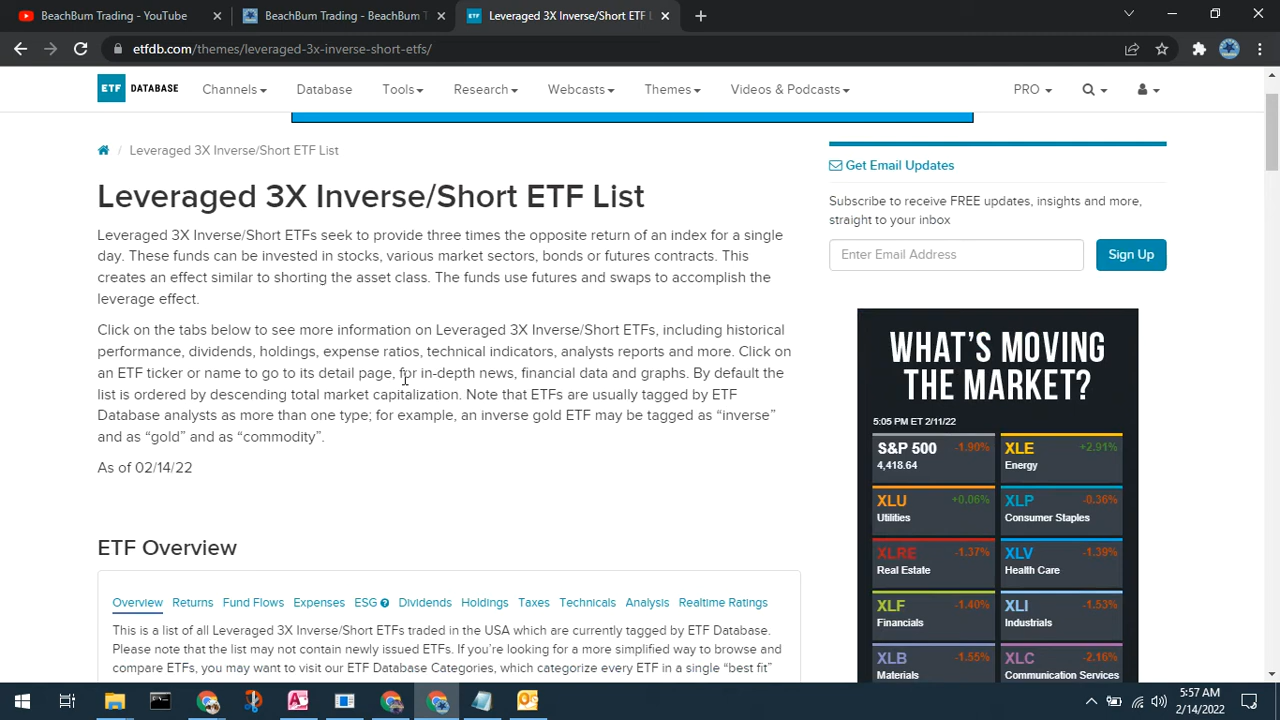 BeachBum Trading - YouTube
BeachBum Trading - BeachBum T
Leveraged 3X Inverse/Short ETF L
etfdb.com/themes/leveraged-3x-inverse-short-etfs/
ETF DATABASE
Channels
Database
Tools
Research
Webcasts
Themes
Videos & Podcasts
PRO
/ Leveraged 3X Inverse/Short ETF List
Leveraged 3X Inverse/Short ETF List
Leveraged 3X Inverse/Short ETFs seek to provide three times the opposite return of an index for a single
day. These funds can be invested in stocks, various market sectors, bonds or futures contracts. This
creates an effect similar to shorting the asset class. The funds use futures and swaps to accomplish the
leverage effect.
Click on the tabs below to see more information on Leveraged 3X Inverse/Short ETFs, including historical
performance, dividends, holdings, expense ratios, technical indicators, analysts reports and more. Click on
an ETF ticker or name to go to its detail page, for in-depth news, financial data and graphs. By default the
list is ordered by descending total market capitalization. Note that ETFs are usually tagged by ETF
Database analysts as more than one type; for example, an inverse gold ETF may be tagged as “inverse”
and as “gold” and as “commodity”.
As of 02/14/22
ETF Overview
Overview
Returns
Fund Flows
Expenses
ESG
Dividends
Holdings
Taxes
Technicals
Analysis
Realtime Ratings
This is a list of all Leveraged 3X Inverse/Short ETFs traded in the USA which are currently tagged by ETF Database.
Please note that the list may not contain newly issued ETFs. If you’re looking for a more simplified way to browse and
compare ETFs, you may want to visit our ETF Database Categories, which categorize every ETF in a single “best fit”
Get Email Updates
Subscribe to receive FREE updates, insights and more,
straight to your inbox
Enter Email Address
Sign Up
WHAT'S MOVING
THE MARKET?
5:05 PM ET 2/11/22
S&P 500 -1.90%
4,418.64
XLE +2.91%
Energy
XLU +0.06%
Utilities
XLP -0.36%
Consumer Staples
XLRE -1.37%
Real Estate
XLV -1.39%
Health Care
XLF -1.40%
Financials
XLI -1.53%
Industrials
XLB -1.55%
Materials
XLC -2.16%
Communication Services
5:57 AM
2/14/2022